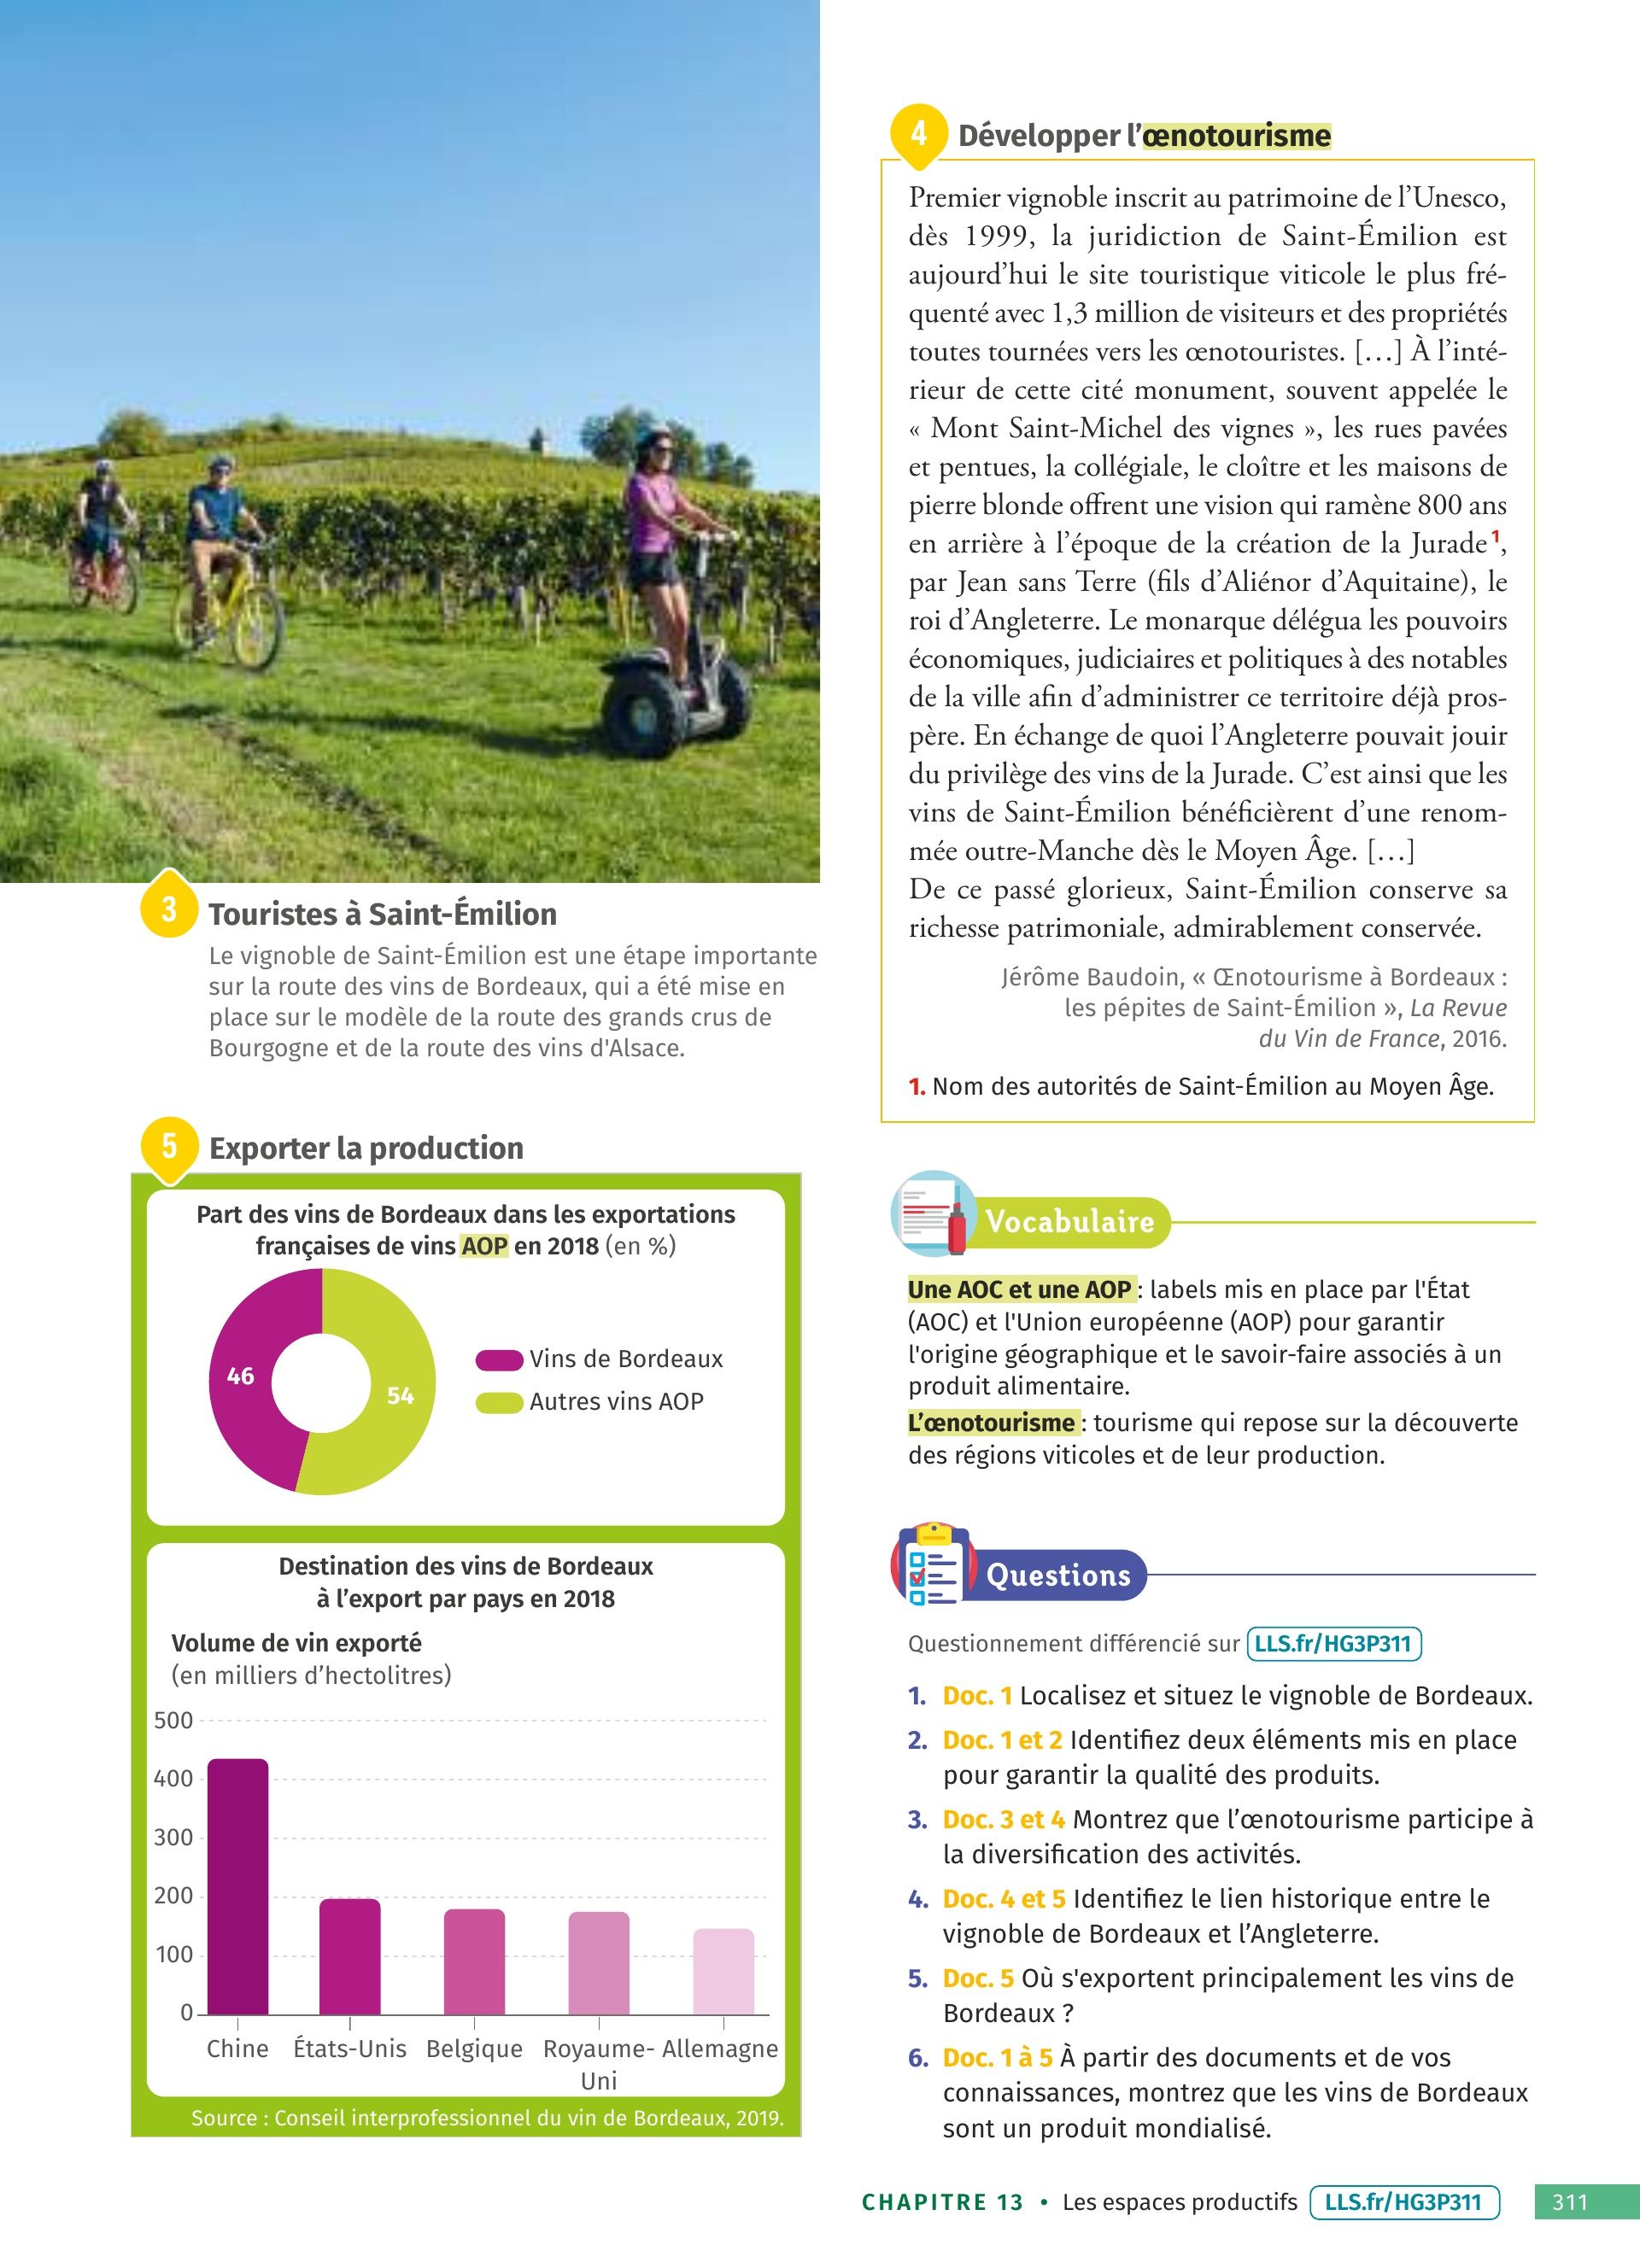 3
Touristes à Saint-Émilion
Le vignoble de Saint-Émilion est une étape importante
sur la route des vins de Bordeaux, qui a été mise en
place sur le modèle de la route des grands crus de
Bourgogne et de la route des vins d'Alsace.
4
Développer l’œnotourisme
Premier vignoble inscrit au patrimoine de l’Unesco,
dès 1999, la juridiction de Saint-Émilion est
aujourd’hui le site touristique viticole le plus fré-
quenté avec 1,3 million de visiteurs et des propriétés
toutes tournées vers les œnotouristes. […] À l’inté-
rieur de cette cité monument, souvent appelée le
« Mont Saint-Michel des vignes », les rues pavées
et pentues, la collégiale, le cloître et les maisons de
pierre blonde offrent une vision qui ramène 800 ans
en arrière à l’époque de la création de la Jurade1,
par Jean sans Terre (fils d’Aliénor d’Aquitaine), le
roi d’Angleterre. Le monarque délégua les pouvoirs
économiques, judiciaires et politiques à des notables
de la ville afin d’administrer ce territoire déjà pros-
père. En échange de quoi l’Angleterre pouvait jouir
du privilège des vins de la Jurade. C’est ainsi que les
vins de Saint-Émilion bénéficièrent d’une renom-
mée outre-Manche dès le Moyen Âge. […]
De ce passé glorieux, Saint-Émilion conserve sa
richesse patrimoniale, admirablement conservée.
Jérôme Baudoin, « Œnotourisme à Bordeaux :
les pépites de Saint-Émilion », La Revue
du Vin de France, 2016.
1. Nom des autorités de Saint-Émilion au Moyen Âge.
5
Exporter la production
Part des vins de Bordeaux dans les exportations
françaises de vins AOP en 2018 (en %)
46
54
Vins de Bordeaux
Autres vins AOP
Destination des vins de Bordeaux
à l’export par pays en 2018
Volume de vin exporté
(en milliers d’hectolitres)
500
400
300
200
100
0
Chine États-Unis Belgique Royaume- Allemagne
Uni
Source : Conseil interprofessionnel du vin de Bordeaux, 2019.
Vocabulaire
Une AOC et une AOP : labels mis en place par l'État
(AOC) et l'Union européenne (AOP) pour garantir
l'origine géographique et le savoir-faire associés à un
produit alimentaire.
L’œnotourisme : tourisme qui repose sur la découverte
des régions viticoles et de leur production.
Questions
Questionnement différencié sur LLS.fr/HG3P311
1. Doc. 1 Localisez et situez le vignoble de Bordeaux.
2. Doc. 1 et 2 Identifiez deux éléments mis en place
pour garantir la qualité des produits.
3. Doc. 3 et 4 Montrez que l’œnotourisme participe à
la diversification des activités.
4. Doc. 4 et 5 Identifiez le lien historique entre le
vignoble de Bordeaux et l’Angleterre.
5. Doc. 5 Où s'exportent principalement les vins de
Bordeaux ?
6. Doc. 1 à 5 À partir des documents et de vos
connaissances, montrez que les vins de Bordeaux
sont un produit mondialisé.
CHAPITRE 13 • Les espaces productifs LLS.fr/HG3P311 311